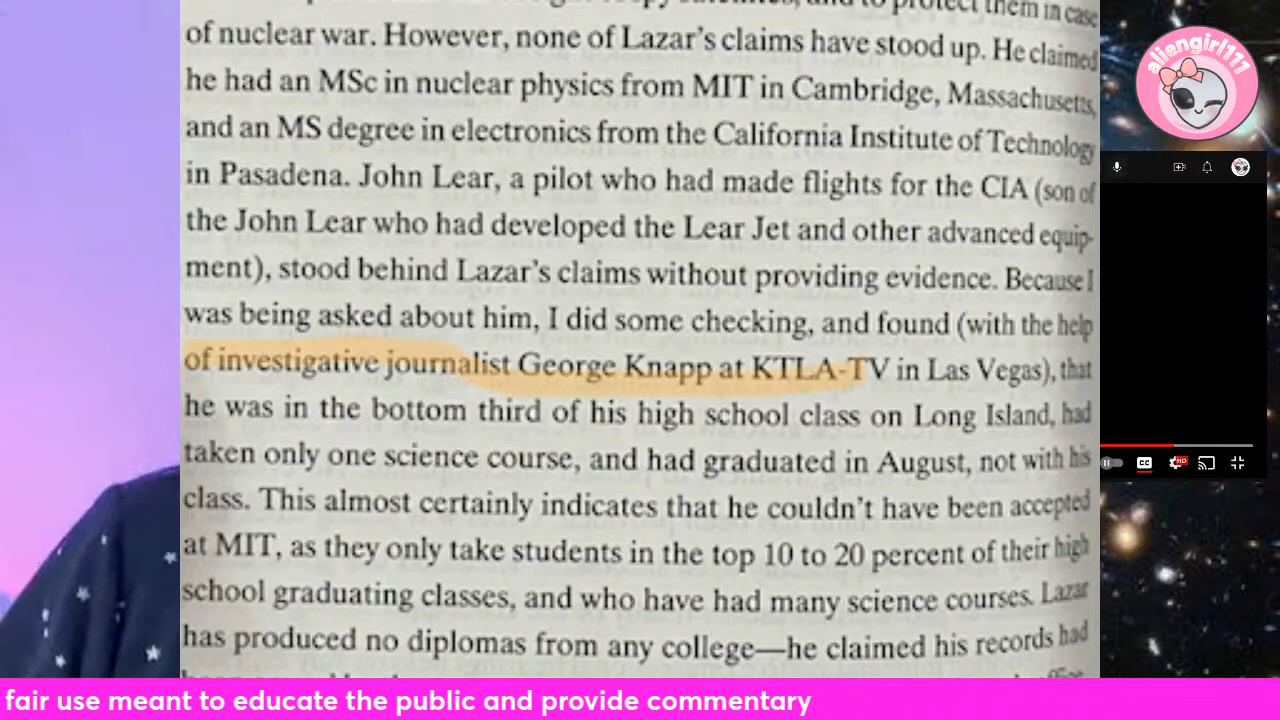 protect them in case
of nuclear war. However, none of Lazar's claims have stood up. He claimed
he had an MSc in nuclear physics from MIT in Cambridge, Massachusetts,
and an MS degree in electronics from the California Institute of Technology
in Pasadena. John Lear, a pilot who had made flights for the CIA (son of
the John Lear who had developed the Lear Jet and other advanced equip-
ment), stood behind Lazar's claims without providing evidence. Because I
was being asked about him, I did some checking, and found (with the help
of investigative journalist George Knapp at KTLA-TV in Las Vegas), that
he was in the bottom third of his high school class on Long Island, had
taken only one science course, and had graduated in August, not with his
class. This almost certainly indicates that he couldn't have been accepted
at MIT, as they only take students in the top 10 to 20 percent of their high
school graduating classes, and who have had many science courses. Lazar
has produced no diplomas from any college—he claimed his records had
aliengirl111
CC
HD
fair use meant to educate the public and provide commentary